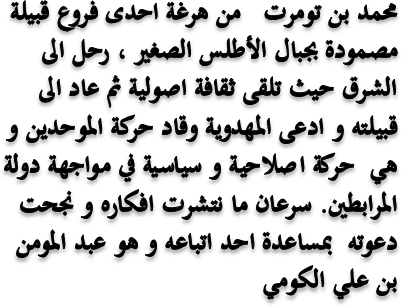 محمد بن تومرت من هرغة احدى فروع قبيلة
مصمودة بجبال الأطلس الصغير ، رحل الى
الشرق حيث تلقى ثقافة اصولية ثم عاد الى
قبيلته و ادعى المهدوية وقاد حركة الموحدين و
هي حركة اصلاحية و سياسية في مواجهة دولة
المرابطين. سرعان ما نتشرت افكاره و نجحت
دعوته بمساعدة احد اتباعه و هو عبد المومن
بن علي الكومي